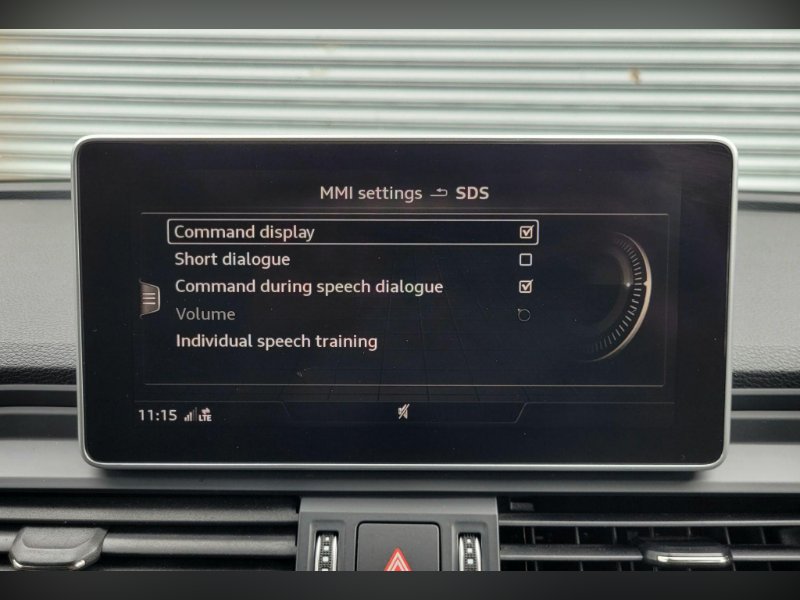 MMI settings SDS
Command display
Short dialogue
Command during speech dialogue
Volume
Individual speech training
11:15 LTE